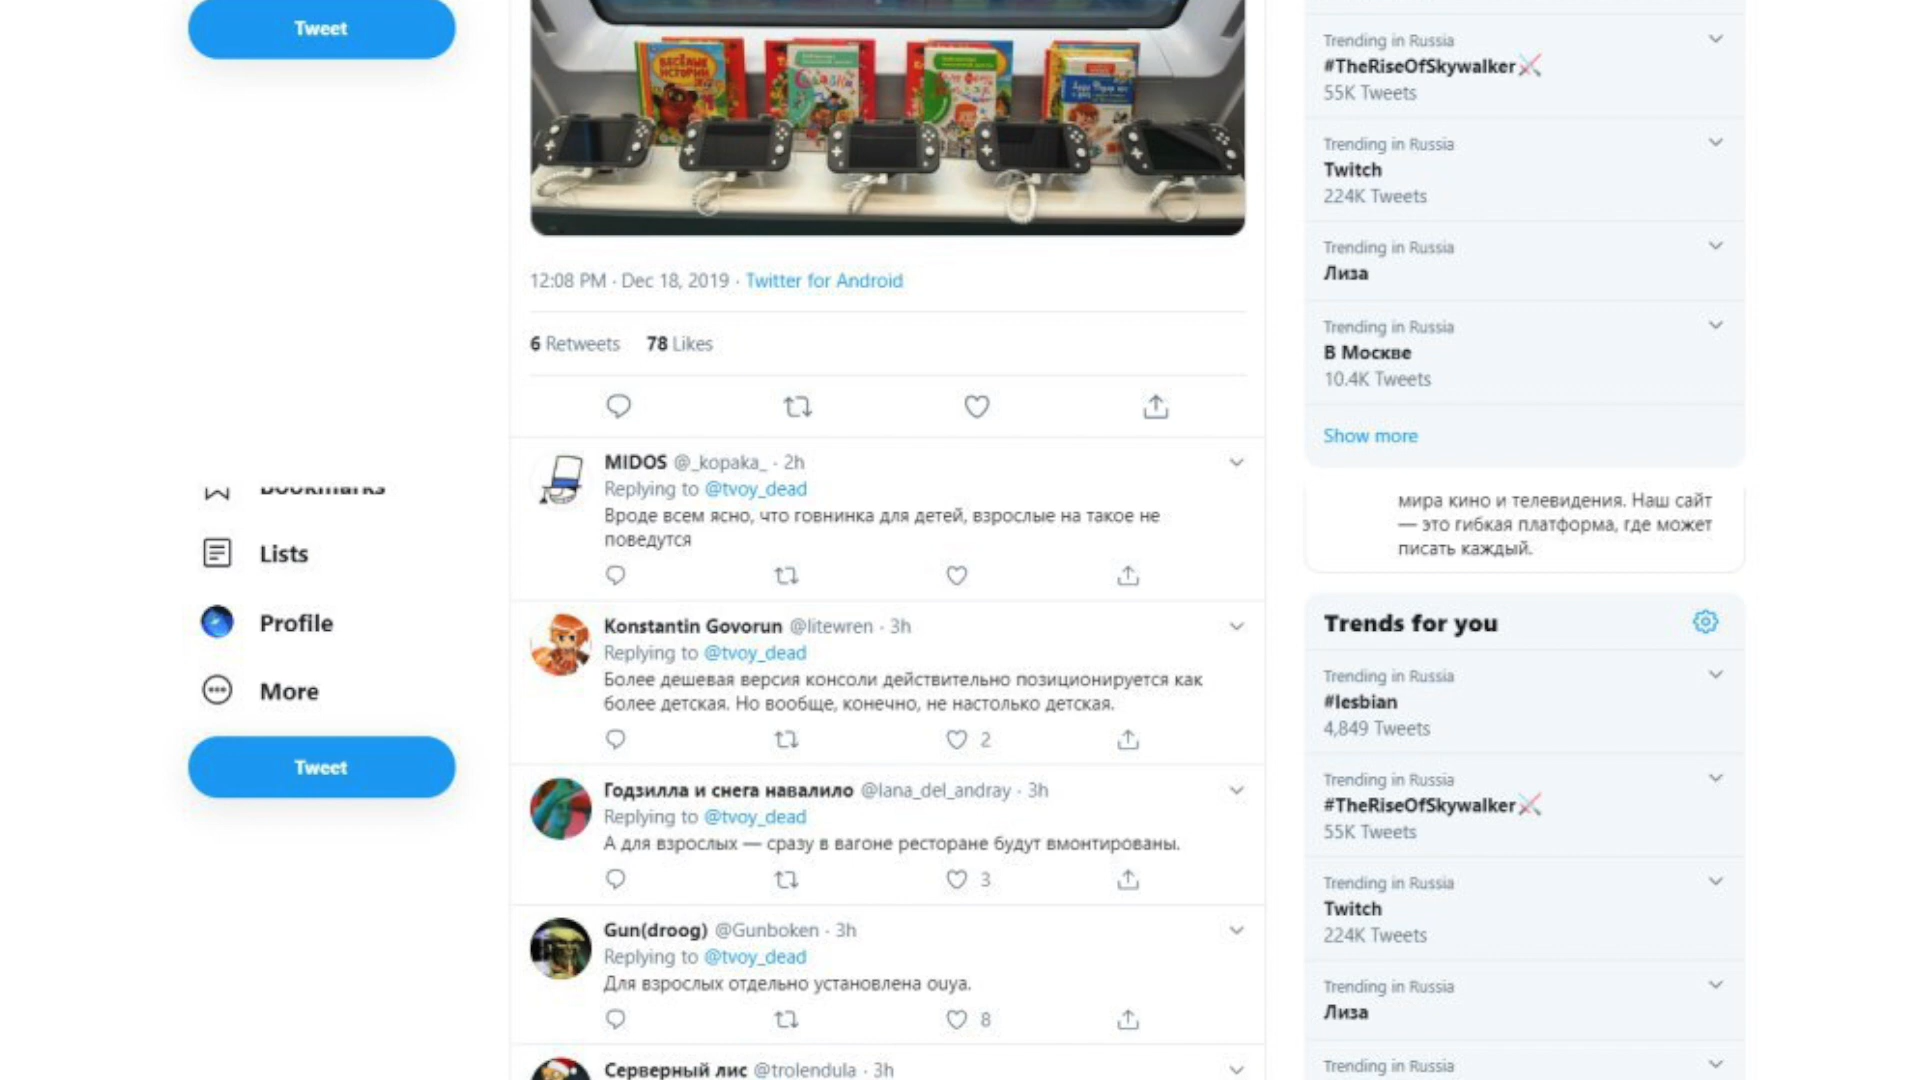 Tweet
Bookmarks
Lists
Profile
More
Tweet
ВЕСЁЛЫЕ
ИСТОРИИ
12:08 PM · Dec 18, 2019 · Twitter for Android
6 Retweets 78 Likes
MIDOS @_kopaka_ · 2h
Replying to @tvoy_dead
Вроде всем ясно, что говнинка для детей, взрослые на такое не
поведутся
Konstantin Govorun @litewren · 3h
Replying to @tvoy_dead
Более дешевая версия консоли действительно позиционируется как
более детская. Но вообще, конечно, не настолько детская.
2
Годзилла и снега навалило @lana_del_andray · 3h
Replying to @tvoy_dead
А для взрослых — сразу в вагоне ресторане будут вмонтированы.
3
Gun(droog) @Gunboken · 3h
Replying to @tvoy_dead
Для взрослых отдельно установлена ouya.
8
Серверный лис @trolendula · 3h
Trending in Russia
#TheRiseOfSkywalker
55K Tweets
Trending in Russia
Twitch
224K Tweets
Trending in Russia
Лиза
Trending in Russia
В Москве
10.4K Tweets
Show more
мира кино и телевидения. Наш сайт
— это гибкая платформа, где может
писать каждый.
Trends for you
Trending in Russia
#lesbian
4,849 Tweets
Trending in Russia
#TheRiseOfSkywalker
55K Tweets
Trending in Russia
Twitch
224K Tweets
Trending in Russia
Лиза
Trending in Russia